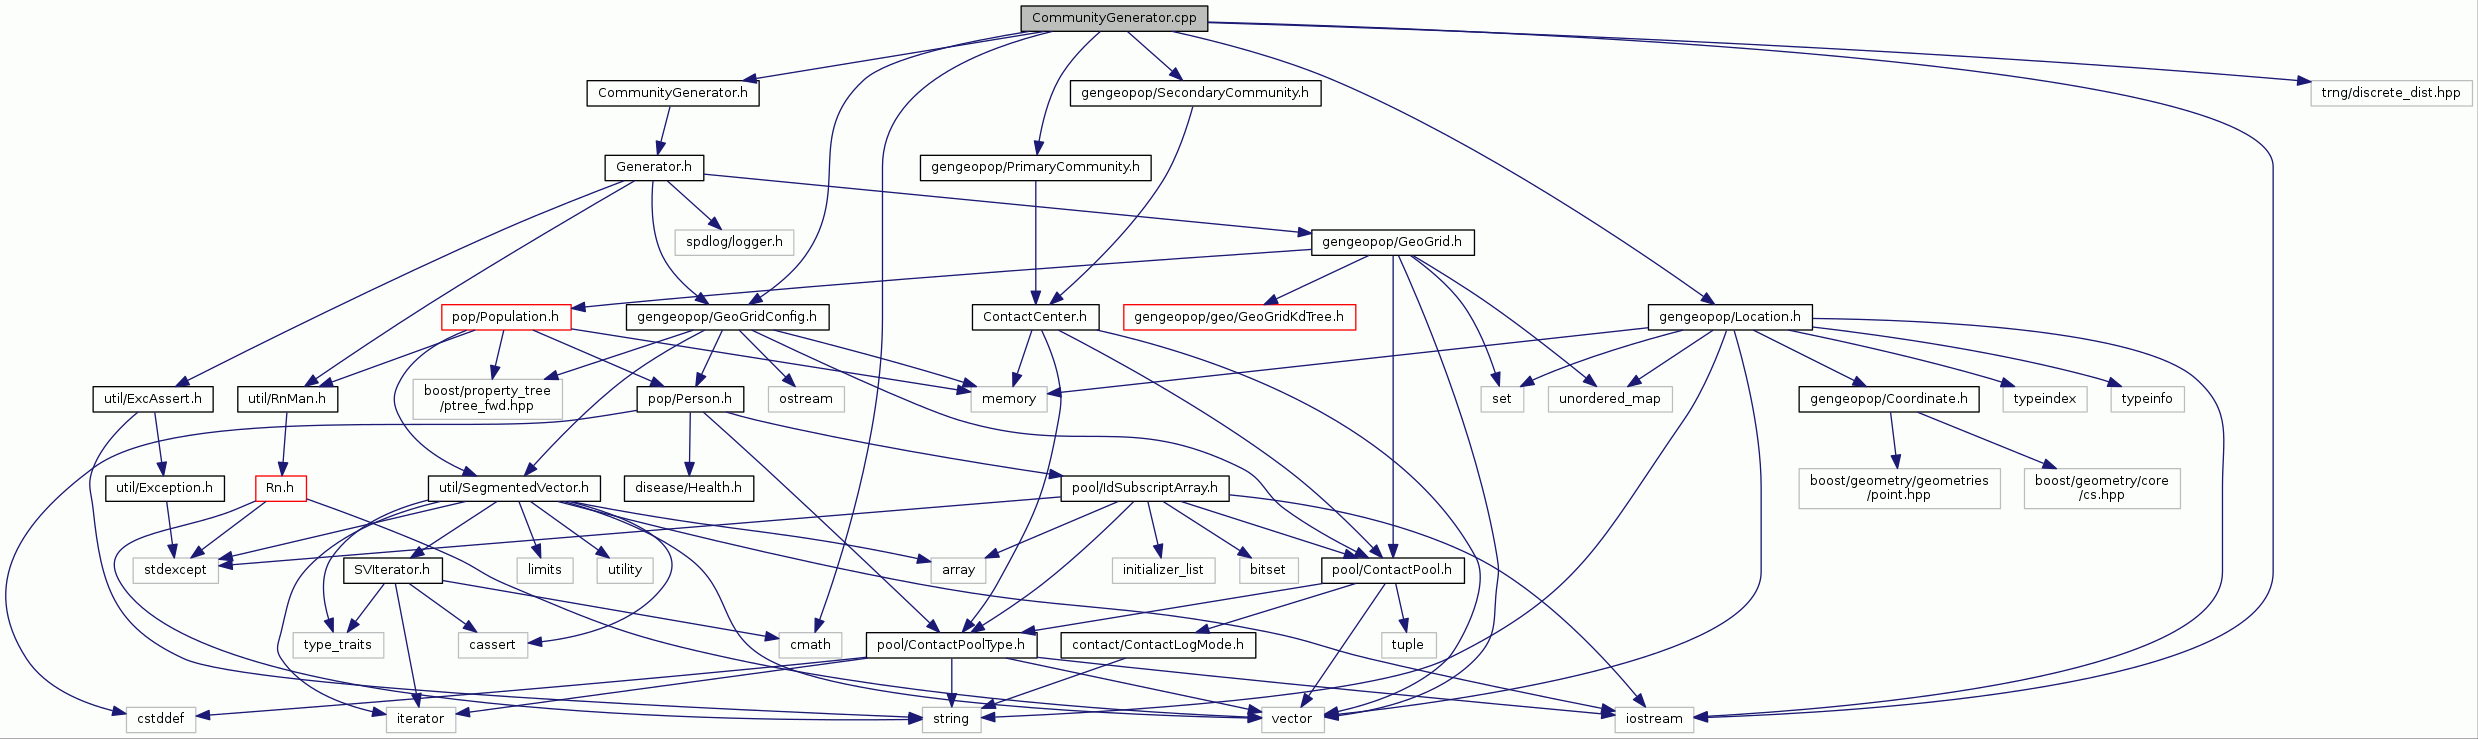 CommunityGenerator.cpp
CommunityGenerator.h
gengeopop/SecondaryCommunity.h
trng/discrete_dist.hpp
Generator.h
gengeopop/PrimaryCommunity.h
spdlog/logger.h
gengeopop/GeoGrid.h
pop/Population.h
gengeopop/GeoGridConfig.h
ContactCenter.h
gengeopop/geo/GeoGridKdTree.h
gengeopop/Location.h
util/ExcAssert.h
util/RnMan.h
boost/property_tree
/ptree_fwd.hpp
pop/Person.h
ostream
memory
set
unordered_map
gengeopop/Coordinate.h
typeindex
typeinfo
util/Exception.h
Rn.h
util/SegmentedVector.h
disease/Health.h
pool/IdSubscriptArray.h
boost/geometry/geometries
/point.hpp
boost/geometry/core
/cs.hpp
stdexcept
SVIterator.h
limits
utility
array
initializer_list
bitset
pool/ContactPool.h
type_traits
cassert
cmath
pool/ContactPoolType.h
contact/ContactLogMode.h
tuple
cstddef
iterator
string
vector
iostream